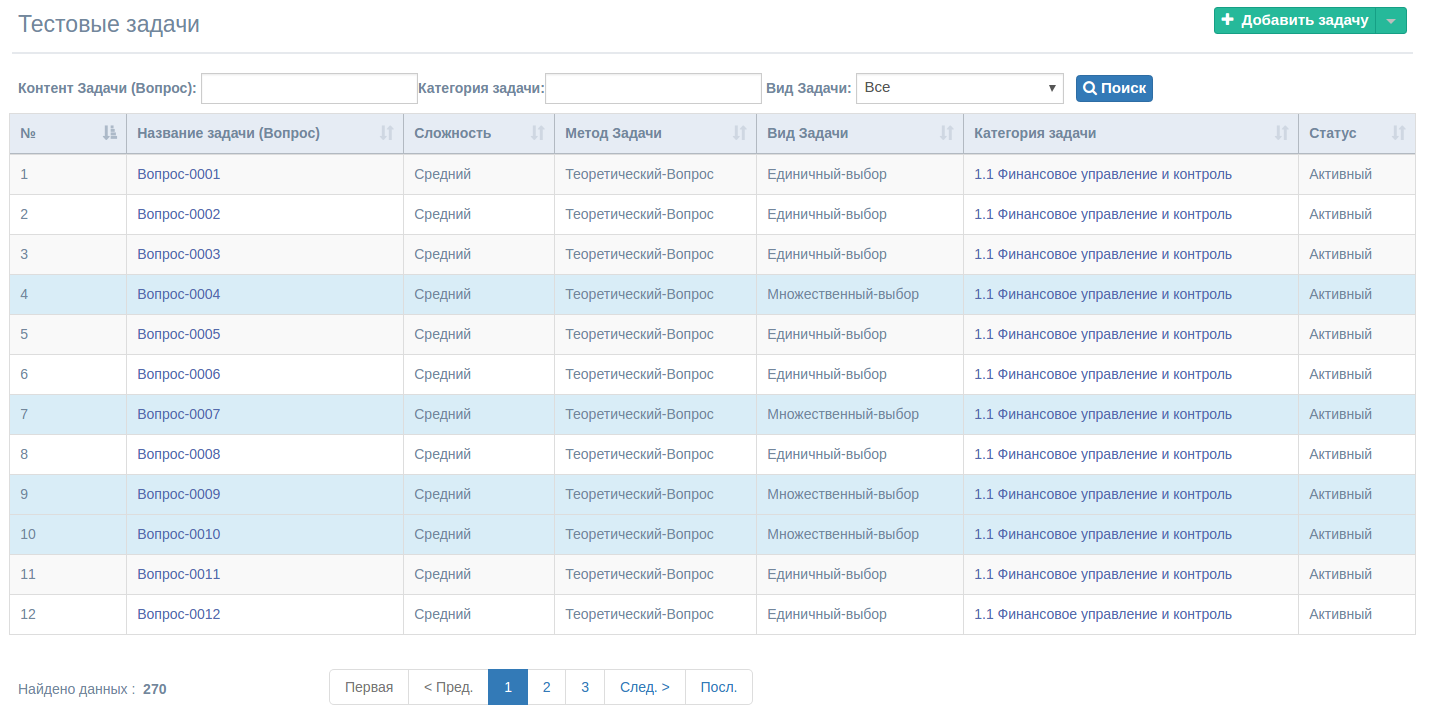 Тестовые задачи
Добавить задачу
Контент Задачи (Вопрос): Категория задачи: Вид Задачи: Все Поиск
№ Название задачи (Вопрос) Сложность Метод Задачи Вид Задачи Категория задачи Статус
1 Вопрос-0001 Средний Теоретический-Вопрос Единичный-выбор 1.1 Финансовое управление и контроль Активный
2 Вопрос-0002 Средний Теоретический-Вопрос Единичный-выбор 1.1 Финансовое управление и контроль Активный
3 Вопрос-0003 Средний Теоретический-Вопрос Единичный-выбор 1.1 Финансовое управление и контроль Активный
4 Вопрос-0004 Средний Теоретический-Вопрос Множественный-выбор 1.1 Финансовое управление и контроль Активный
5 Вопрос-0005 Средний Теоретический-Вопрос Единичный-выбор 1.1 Финансовое управление и контроль Активный
6 Вопрос-0006 Средний Теоретический-Вопрос Единичный-выбор 1.1 Финансовое управление и контроль Активный
7 Вопрос-0007 Средний Теоретический-Вопрос Множественный-выбор 1.1 Финансовое управление и контроль Активный
8 Вопрос-0008 Средний Теоретический-Вопрос Единичный-выбор 1.1 Финансовое управление и контроль Активный
9 Вопрос-0009 Средний Теоретический-Вопрос Множественный-выбор 1.1 Финансовое управление и контроль Активный
10 Вопрос-0010 Средний Теоретический-Вопрос Множественный-выбор 1.1 Финансовое управление и контроль Активный
11 Вопрос-0011 Средний Теоретический-Вопрос Единичный-выбор 1.1 Финансовое управление и контроль Активный
12 Вопрос-0012 Средний Теоретический-Вопрос Единичный-выбор 1.1 Финансовое управление и контроль Активный
Найдено данных : 270 Первая < Пред. 1 2 3 След. > Посл.